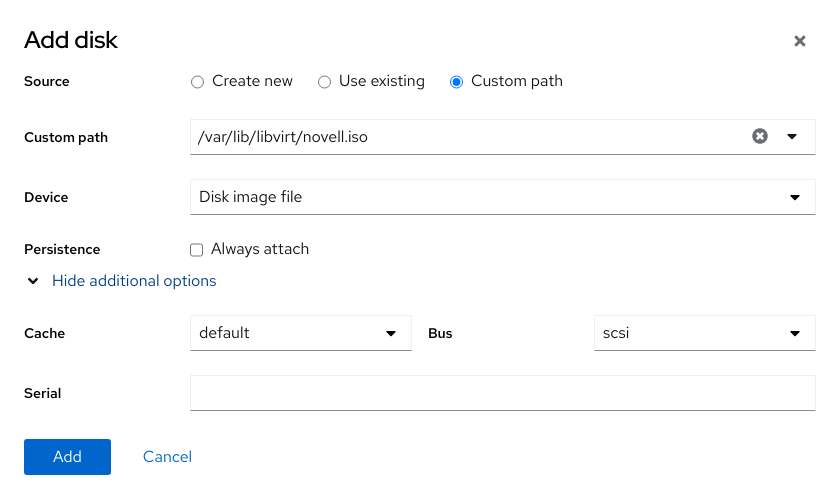 Add disk
Source Create new Use existing Custom path
Custom path /var/lib/libvirt/novell.iso
Device Disk image file
Persistence Always attach
Hide additional options
Cache default Bus scsi
Serial
Add Cancel